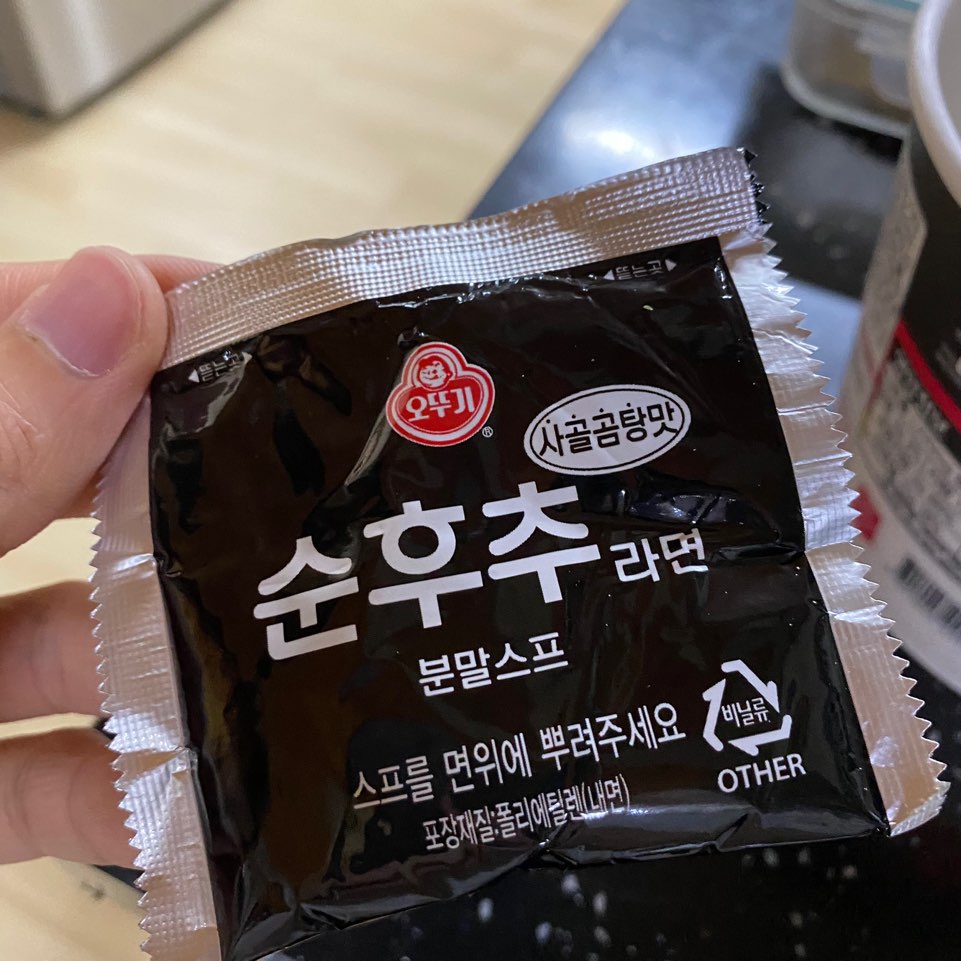 뜯는곳
뜯는곳
오뚜기
®
사골곰탕맛
순후추 라면
분말스프
스프를 면위에 뿌려주세요
포장재질:폴리에틸렌(내면)
비닐류
OTHER